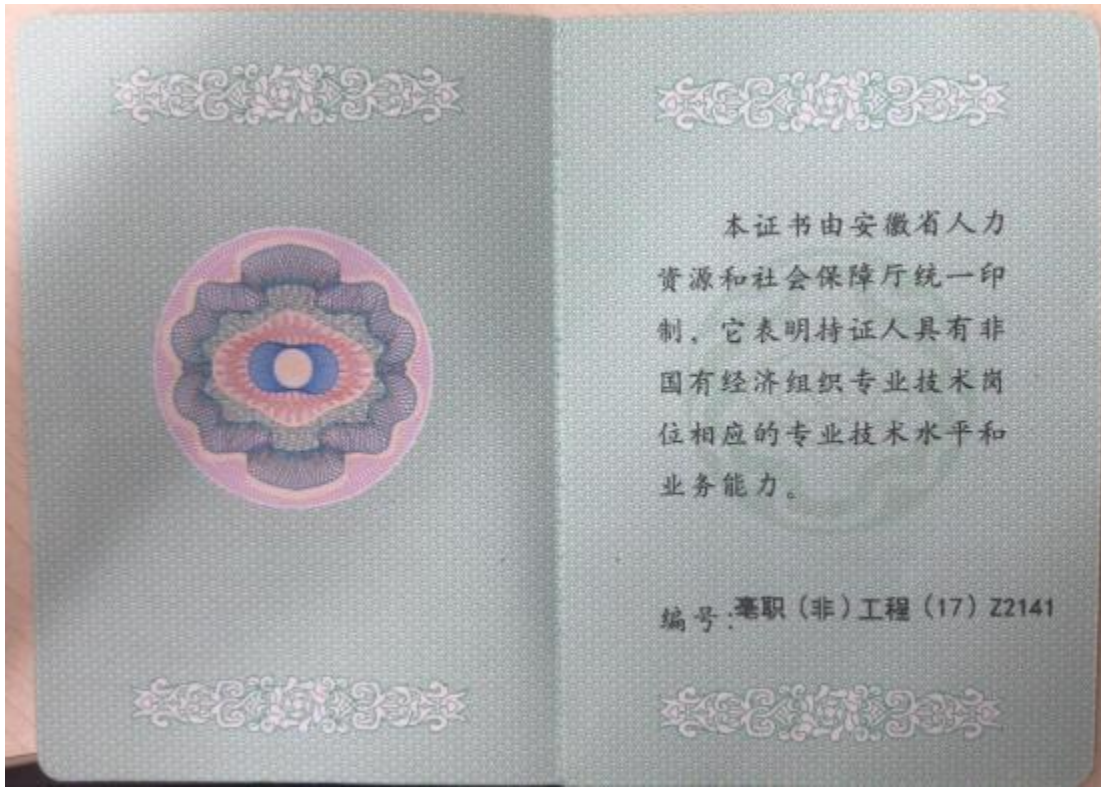 本证书由安徽省人力
资源和社会保障厅统一印
制，它表明持证人具有非
国有经济组织专业技术岗
位相应的专业技术水平和
业务能力。
编号:亳职（非）工程（17）Z2141